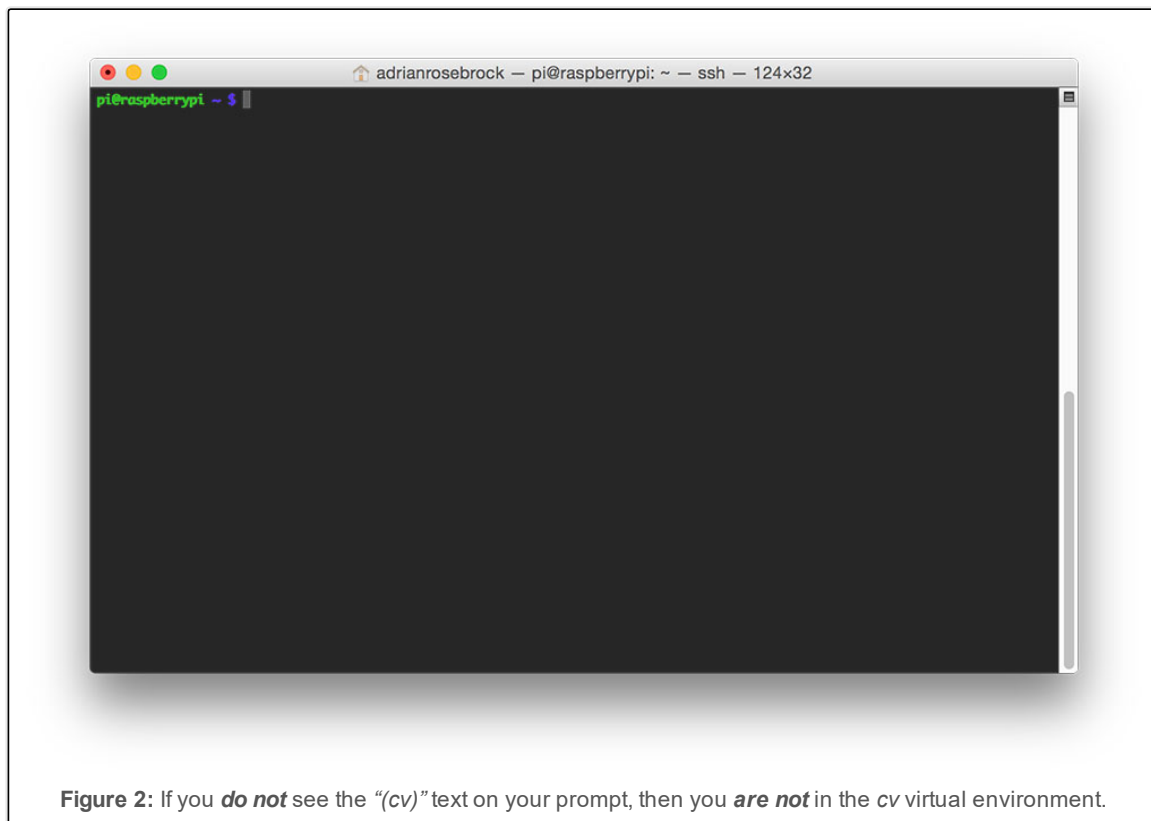 adrianrosebrock — pi@raspberrypi: ~ — ssh — 124×32
pi@raspberrypi ~ $
Figure 2: If you do not see the “(cv)” text on your prompt, then you are not in the cv virtual environment.